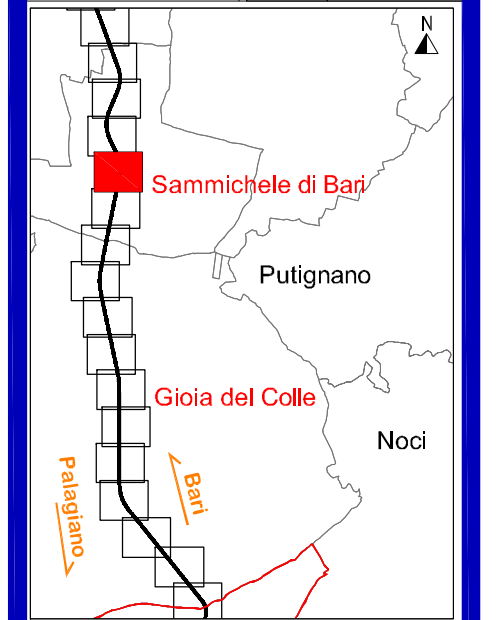 N
Sammichele di Bari
Putignano
Gioia del Colle
Noci
Palagiano
Bari